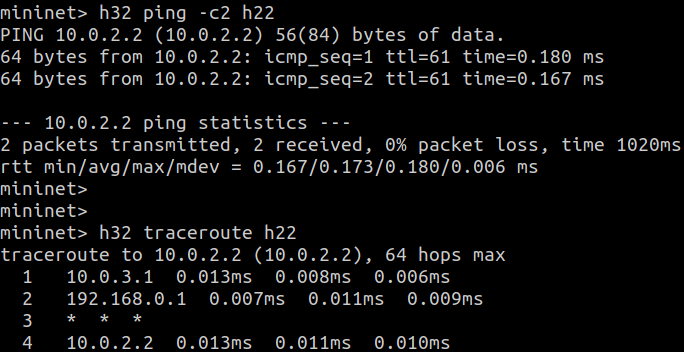 mininet> h32 ping -c2 h22
PING 10.0.2.2 (10.0.2.2) 56(84) bytes of data.
64 bytes from 10.0.2.2: icmp_seq=1 ttl=61 time=0.180 ms
64 bytes from 10.0.2.2: icmp_seq=2 ttl=61 time=0.167 ms

--- 10.0.2.2 ping statistics ---
2 packets transmitted, 2 received, 0% packet loss, time 1020ms
rtt min/avg/max/mdev = 0.167/0.173/0.180/0.006 ms
mininet>
mininet>
mininet> h32 traceroute h22
traceroute to 10.0.2.2 (10.0.2.2), 64 hops max
  1   10.0.3.1  0.013ms  0.008ms  0.006ms
  2   192.168.0.1  0.007ms  0.011ms  0.009ms
  3   *  *  *
  4   10.0.2.2  0.013ms  0.011ms  0.010ms